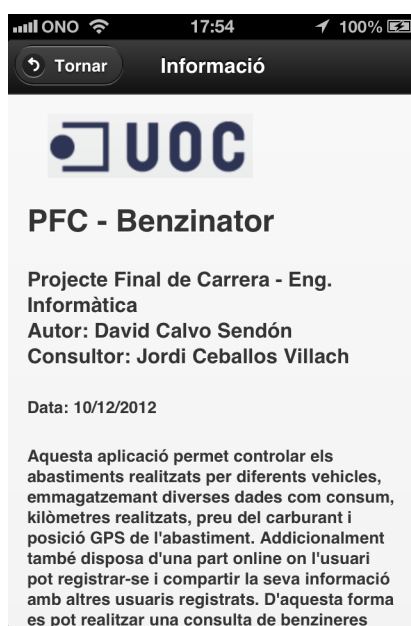 ONO 17:54 100%
Tornar Informació
UOC
PFC - Benzinator
Projecte Final de Carrera - Eng.
Informàtica
Autor: David Calvo Sendón
Consultor: Jordi Ceballos Villach
Data: 10/12/2012
Aquesta aplicació permet controlar els
abastiments realitzats per diferents vehicles,
emmagatzemant diverses dades com consum,
kilòmetres realitzats, preu del carburant i
posició GPS de l'abastiment. Addicionalment
també disposa d'una part online on l'usuari
pot registrar-se i compartir la seva informació
amb altres usuaris registrats. D'aquesta forma
es pot realitzar una consulta de benzineres